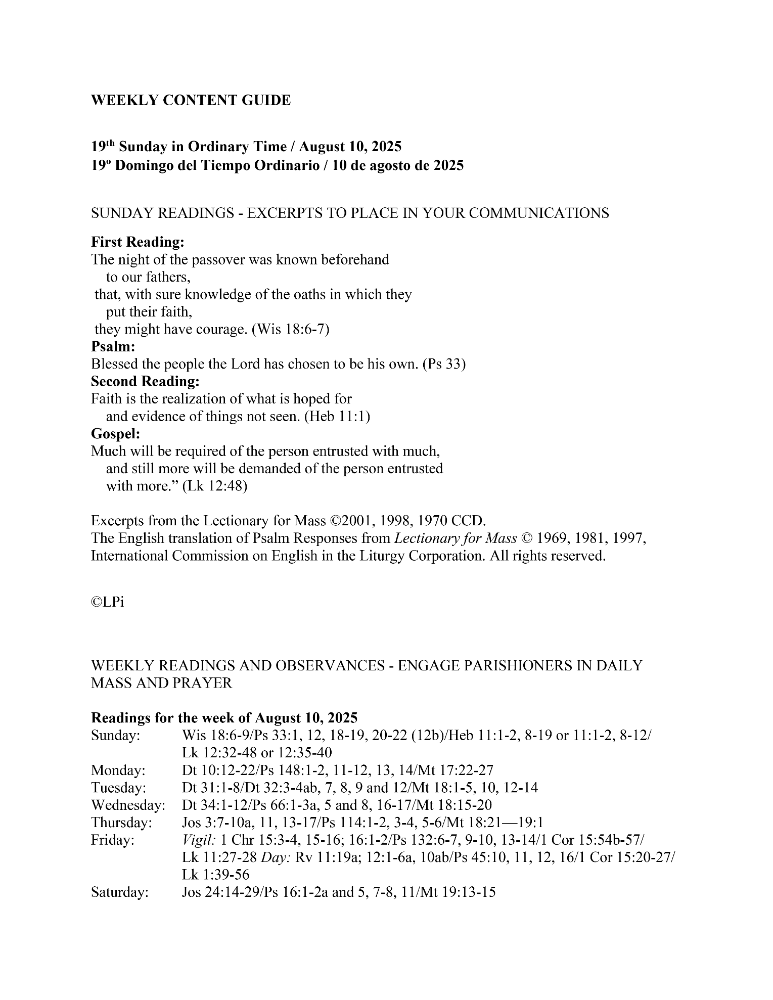 WEEKLY CONTENT GUIDE
19th Sunday in Ordinary Time / August 10, 2025
19º Domingo del Tiempo Ordinario / 10 de agosto de 2025
SUNDAY READINGS - EXCERPTS TO PLACE IN YOUR COMMUNICATIONS
First Reading:
The night of the passover was known beforehand
to our fathers,
that, with sure knowledge of the oaths in which they
put their faith,
they might have courage. (Wis 18:6-7)
Psalm:
Blessed the people the Lord has chosen to be his own. (Ps 33)
Second Reading:
Faith is the realization of what is hoped for
and evidence of things not seen. (Heb 11:1)
Gospel:
Much will be required of the person entrusted with much,
and still more will be demanded of the person entrusted
with more.” (Lk 12:48)
Excerpts from the Lectionary for Mass ©2001, 1998, 1970 CCD.
The English translation of Psalm Responses from Lectionary for Mass © 1969, 1981, 1997,
International Commission on English in the Liturgy Corporation. All rights reserved.
©LPi
WEEKLY READINGS AND OBSERVANCES - ENGAGE PARISHIONERS IN DAILY
MASS AND PRAYER
Readings for the week of August 10, 2025
Sunday: Wis 18:6-9/Ps 33:1, 12, 18-19, 20-22 (12b)/Heb 11:1-2, 8-19 or 11:1-2, 8-12/
Lk 12:32-48 or 12:35-40
Monday: Dt 10:12-22/Ps 148:1-2, 11-12, 13, 14/Mt 17:22-27
Tuesday: Dt 31:1-8/Dt 32:3-4ab, 7, 8, 9 and 12/Mt 18:1-5, 10, 12-14
Wednesday: Dt 34:1-12/Ps 66:1-3a, 5 and 8, 16-17/Mt 18:15-20
Thursday: Jos 3:7-10a, 11, 13-17/Ps 114:1-2, 3-4, 5-6/Mt 18:21—19:1
Friday: Vigil: 1 Chr 15:3-4, 15-16; 16:1-2/Ps 132:6-7, 9-10, 13-14/1 Cor 15:54b-57/
Lk 11:27-28 Day: Rv 11:19a; 12:1-6a, 10ab/Ps 45:10, 11, 12, 16/1 Cor 15:20-27/
Lk 1:39-56
Saturday: Jos 24:14-29/Ps 16:1-2a and 5, 7-8, 11/Mt 19:13-15